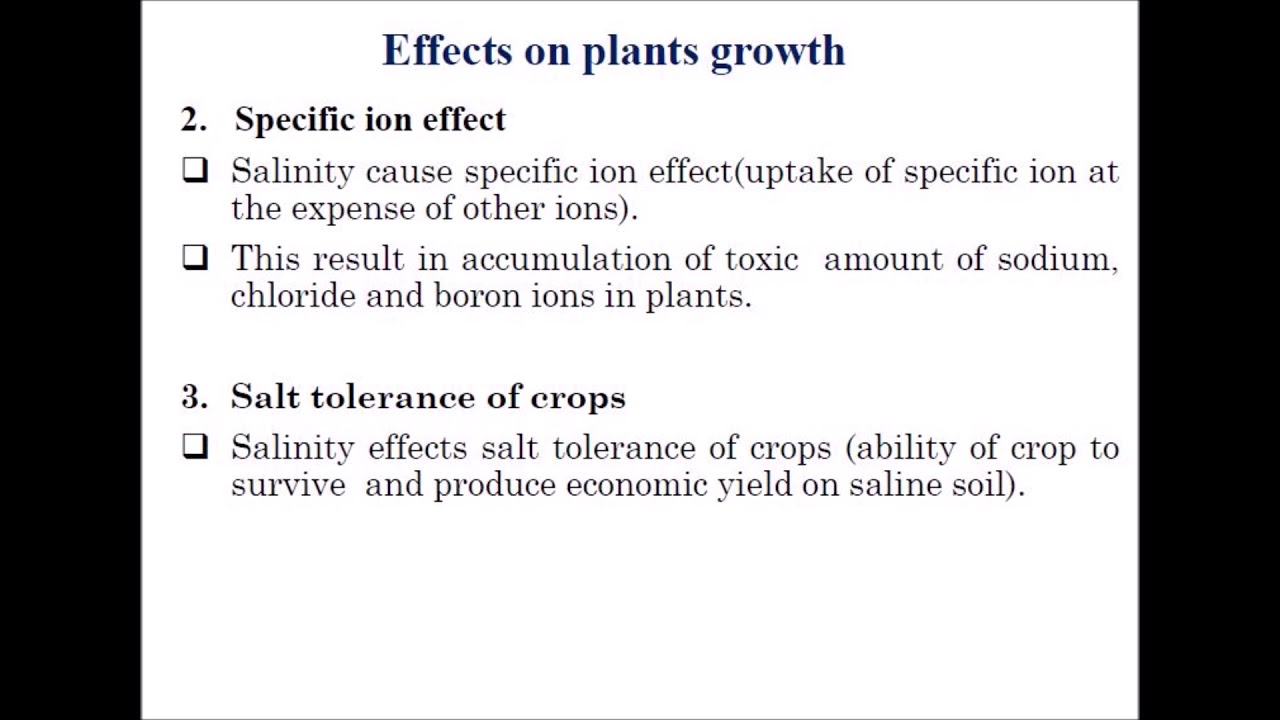 Effects on plants growth
2. Specific ion effect
❑ Salinity cause specific ion effect(uptake of specific ion at
the expense of other ions).
❑ This result in accumulation of toxic amount of sodium,
chloride and boron ions in plants.
3. Salt tolerance of crops
❑ Salinity effects salt tolerance of crops (ability of crop to
survive and produce economic yield on saline soil).